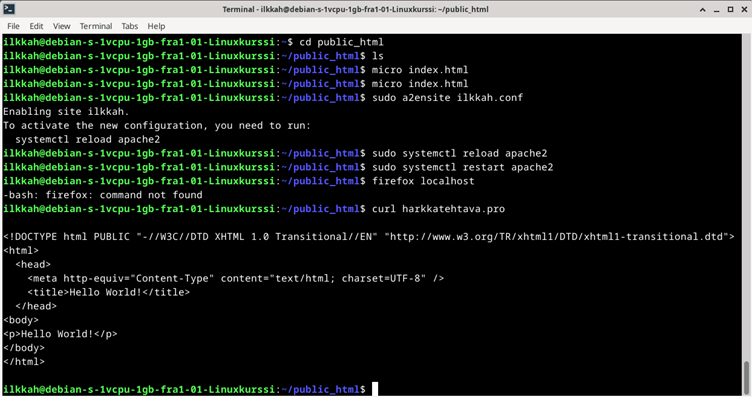 Terminal - ilkkah@debian-s-1vcpu-1gb-fra1-01-Linuxkurssi: ~/public_html
File Edit View Terminal Tabs Help
ilkkah@debian-s-1vcpu-1gb-fra1-01-Linuxkurssi:~$ cd public_html
ilkkah@debian-s-1vcpu-1gb-fra1-01-Linuxkurssi:~/public_html$ ls
ilkkah@debian-s-1vcpu-1gb-fra1-01-Linuxkurssi:~/public_html$ micro index.html
ilkkah@debian-s-1vcpu-1gb-fra1-01-Linuxkurssi:~/public_html$ micro index.html
ilkkah@debian-s-1vcpu-1gb-fra1-01-Linuxkurssi:~/public_html$ sudo a2ensite ilkkah.conf
Enabling site ilkkah.
To activate the new configuration, you need to run:
  systemctl reload apache2
ilkkah@debian-s-1vcpu-1gb-fra1-01-Linuxkurssi:~/public_html$ sudo systemctl reload apache2
ilkkah@debian-s-1vcpu-1gb-fra1-01-Linuxkurssi:~/public_html$ sudo systemctl restart apache2
ilkkah@debian-s-1vcpu-1gb-fra1-01-Linuxkurssi:~/public_html$ firefox localhost
-bash: firefox: command not found
ilkkah@debian-s-1vcpu-1gb-fra1-01-Linuxkurssi:~/public_html$ curl harkkatehtava.pro
<!DOCTYPE html PUBLIC "-//W3C//DTD XHTML 1.0 Transitional//EN" "http://www.w3.org/TR/xhtml1/DTD/xhtml1-transitional.dtd">
<html>
  <head>
    <meta http-equiv="Content-Type" content="text/html; charset=UTF-8" />
    <title>Hello World!</title>
  </head>
<body>
<p>Hello World!</p>
</body>
</html>
ilkkah@debian-s-1vcpu-1gb-fra1-01-Linuxkurssi:~/public_html$